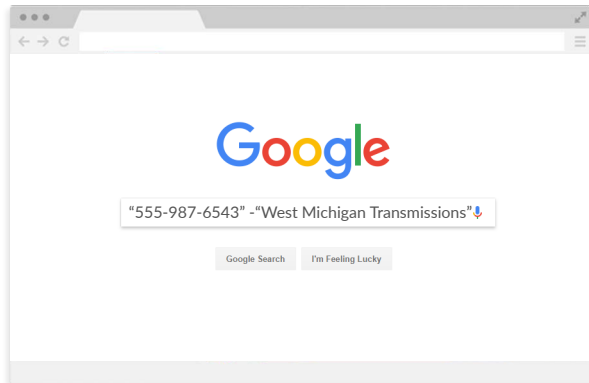 Google
“555-987-6543” -“West Michigan Transmissions”
Google Search I'm Feeling Lucky